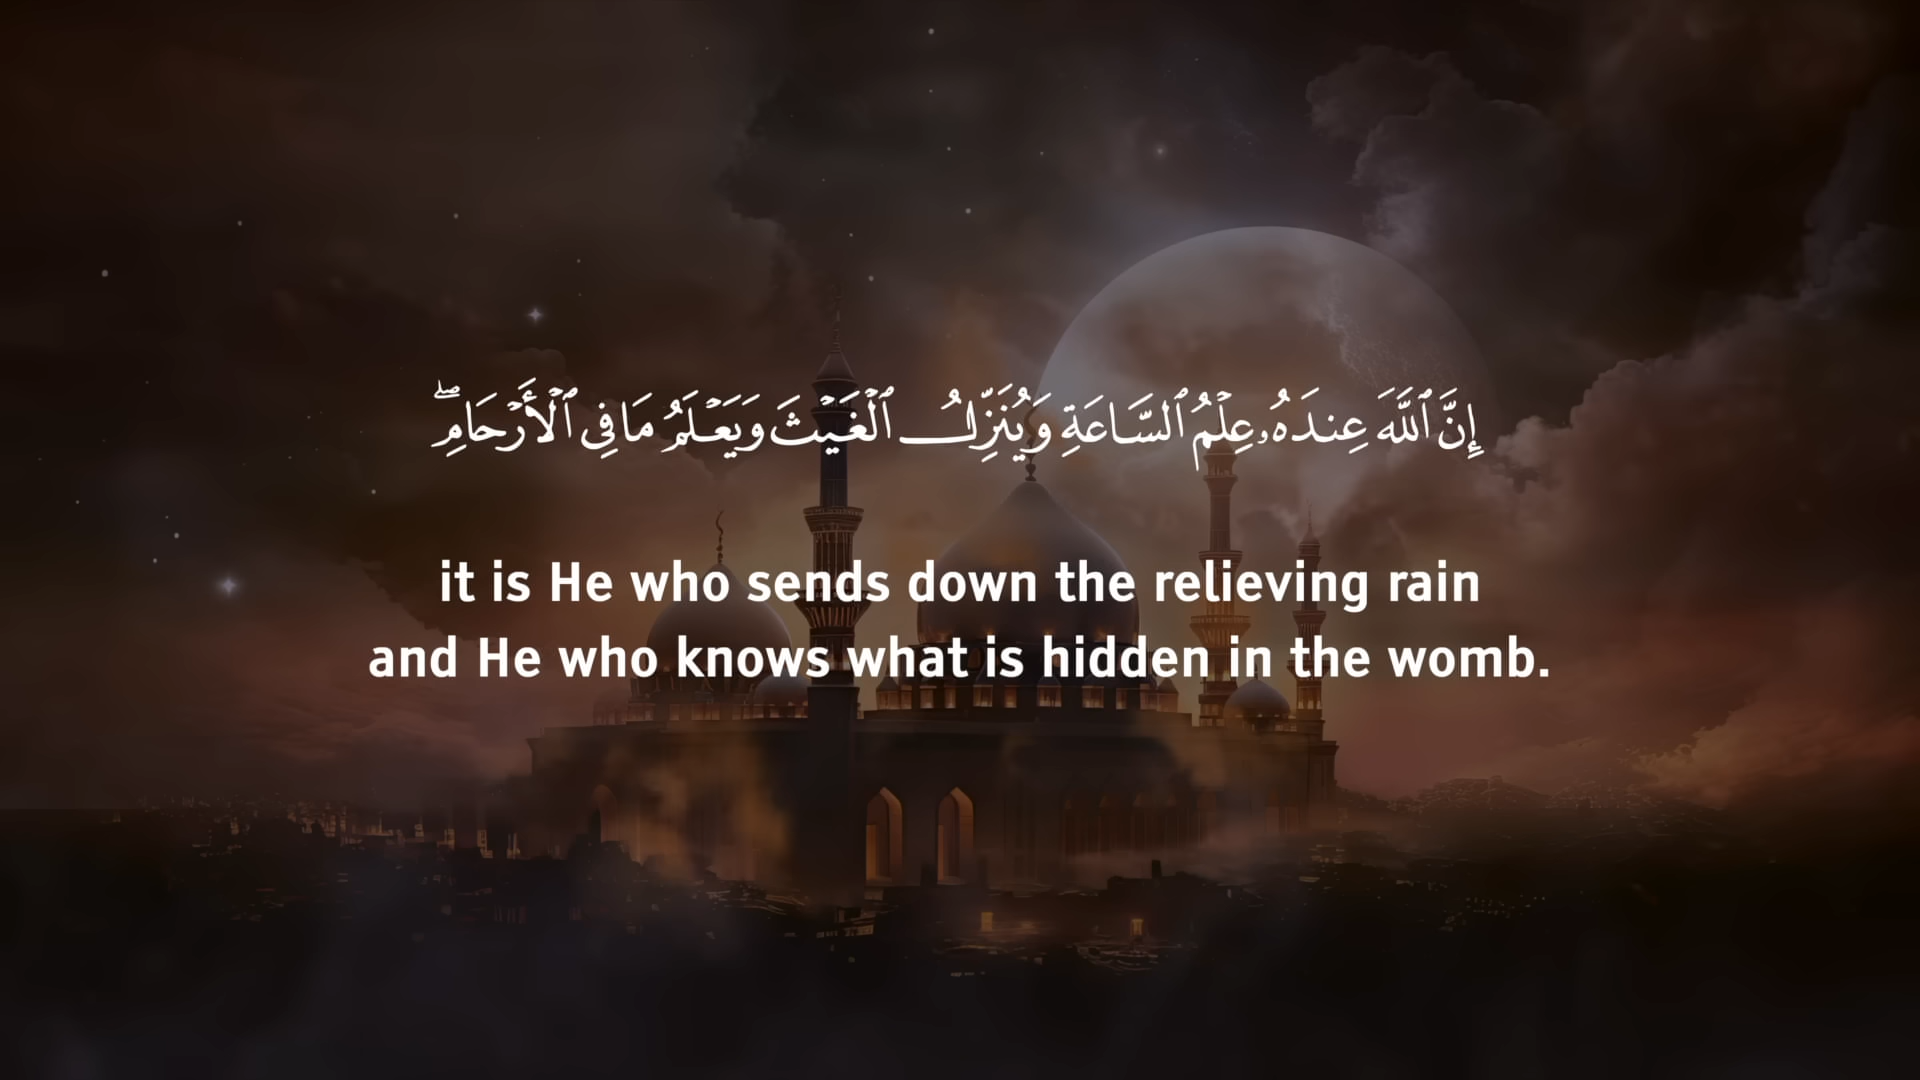 إِنَّ ٱللَّهَ عِندَهُۥ عِلْمُ ٱلسَّاعَةِ وَيُنَزِّلُ ٱلْغَيْثَ وَيَعْلَمُ مَا فِى ٱلْأَرْحَامِ ۖ
it is He who sends down the relieving rain
and He who knows what is hidden in the womb.